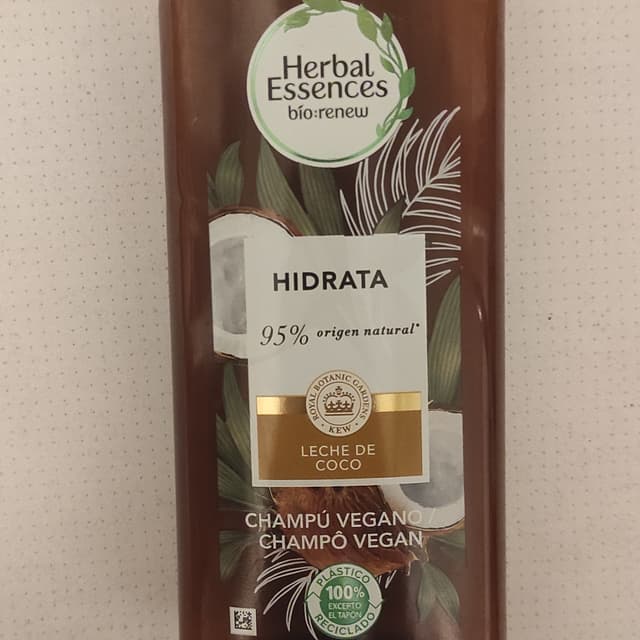 Herbal
Essences
bío:renew
HIDRATA
95% origen natural*
ROYAL BOTANIC GARDENS
• KEW •
LECHE DE
COCO
CHAMPÚ VEGANO /
CHAMPÔ VEGAN
PLÁSTICO
100%
EXCEPTO
EL TAPÓN
RECICLADO